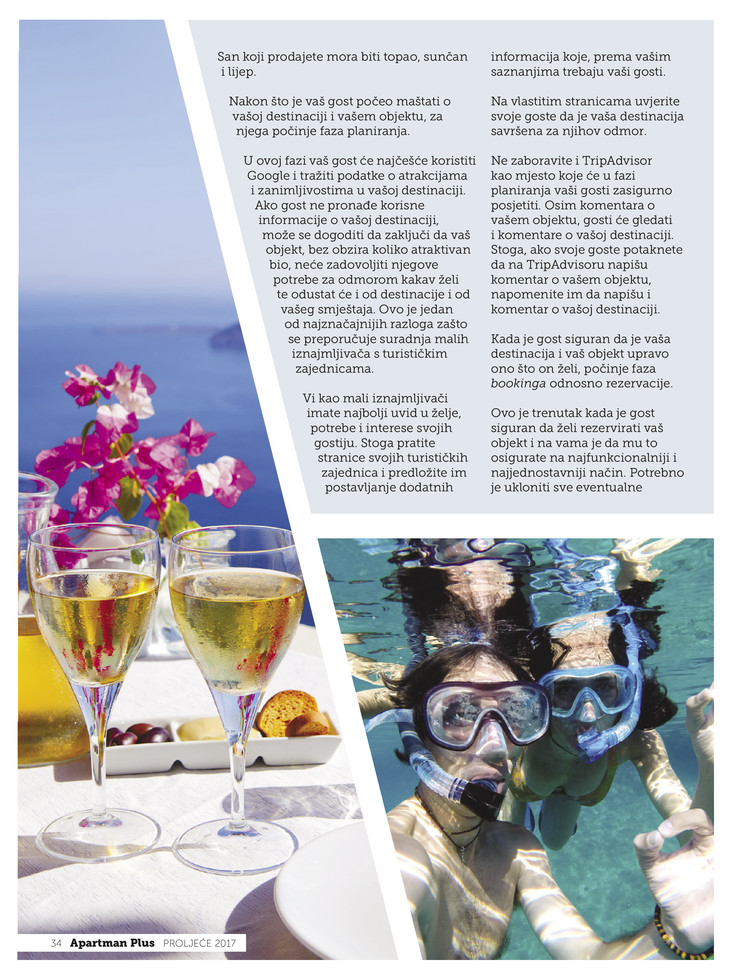 San koji prodajete mora biti topao, sunčan
i lijep.
Nakon što je vaš gost počeo maštati o
vašoj destinaciji i vašem objektu, za
njega počinje faza planiranja.
U ovoj fazi vaš gost će najčešće koristiti
Google i tražiti podatke o atrakcijama
i zanimljivostima u vašoj destinaciji.
Ako gost ne pronađe korisne
informacije o vašoj destinaciji,
može se dogoditi da zaključi da vaš
objekt, bez obzira koliko atraktivan
bio, neće zadovoljiti njegove
potrebe za odmorom kakav želi
te odustat će i od destinacije i od
vašeg smještaja. Ovo je jedan
od najznačajnijih razloga zašto
se preporučuje suradnja malih
iznajmljivača s turističkim
zajednicama.
Vi kao mali iznajmljivači
imate najbolji uvid u želje,
potrebe i interese svojih
gostiju. Stoga pratite
stranice svojih turističkih
zajednica i predložite im
postavljanje dodatnih
informacija koje, prema vašim
saznanjima trebaju vaši gosti.
Na vlastitim stranicama uvjerite
svoje goste da je vaša destinacija
savršena za njihov odmor.
Ne zaboravite i TripAdvisor
kao mjesto koje će u fazi
planiranja vaši gosti zasigurno
posjetiti. Osim komentara o
vašem objektu, gosti će gledati
i komentare o vašoj destinaciji.
Stoga, ako svoje goste potaknete
da na TripAdvisoru napišu
komentar o vašem objektu,
napomenite im da napišu i
komentar o vašoj destinaciji.
Kada je gost siguran da je vaša
destinacija i vaš objekt upravo
ono što on želi, počinje faza
bookinga odnosno rezervacije.
Ovo je trenutak kada je gost
siguran da želi rezervirati vaš
objekt i na vama je da mu to
osigurate na najfunkcionalniji i
najjednostavniji način. Potrebno
je ukloniti sve eventualne
34 Apartman Plus PROLJEĆE 2017